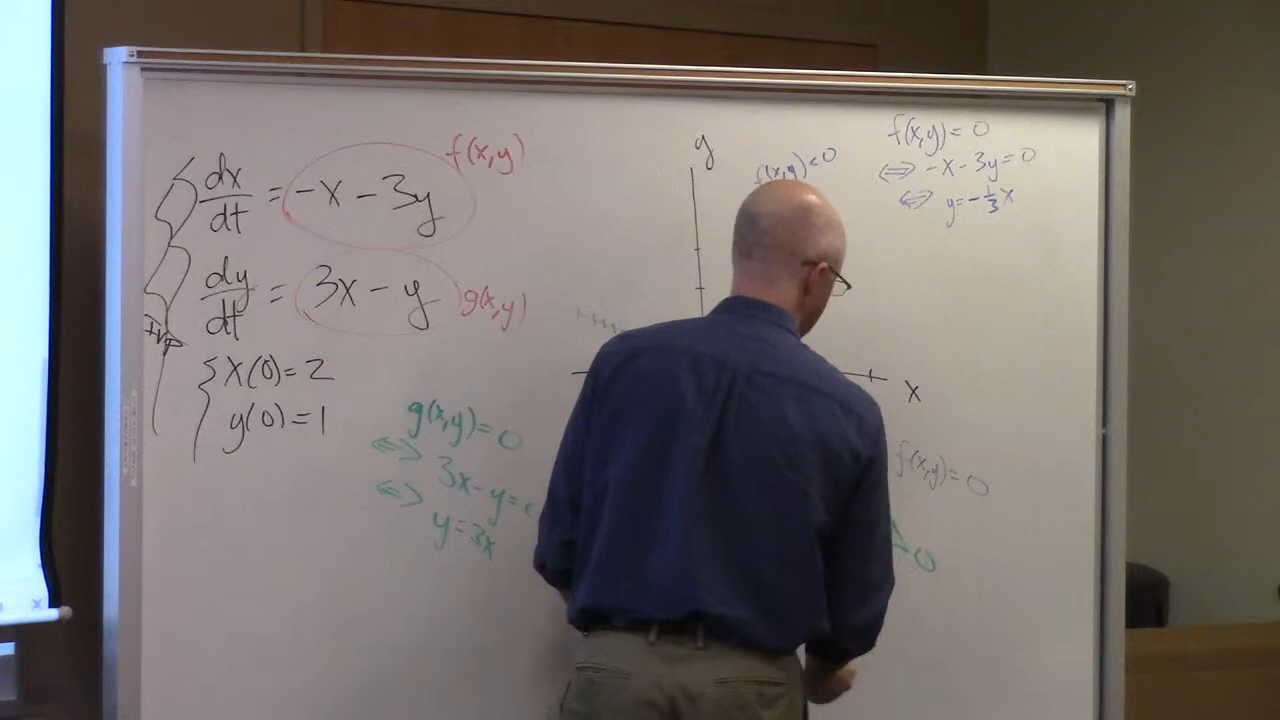 dx/dt = -x - 3y
f(x,y)
dy/dt = 3x - y
g(x,y)
IVP
{ x(0)=2
y(0)=1
g(x,y)=0
⇔ 3x-y=
⇔ y=3x
y
f(x,y)<0
x
f(x,y)=0
0
f(x,y)=0
⇔ -x-3y=0
⇔ y=-1/3x